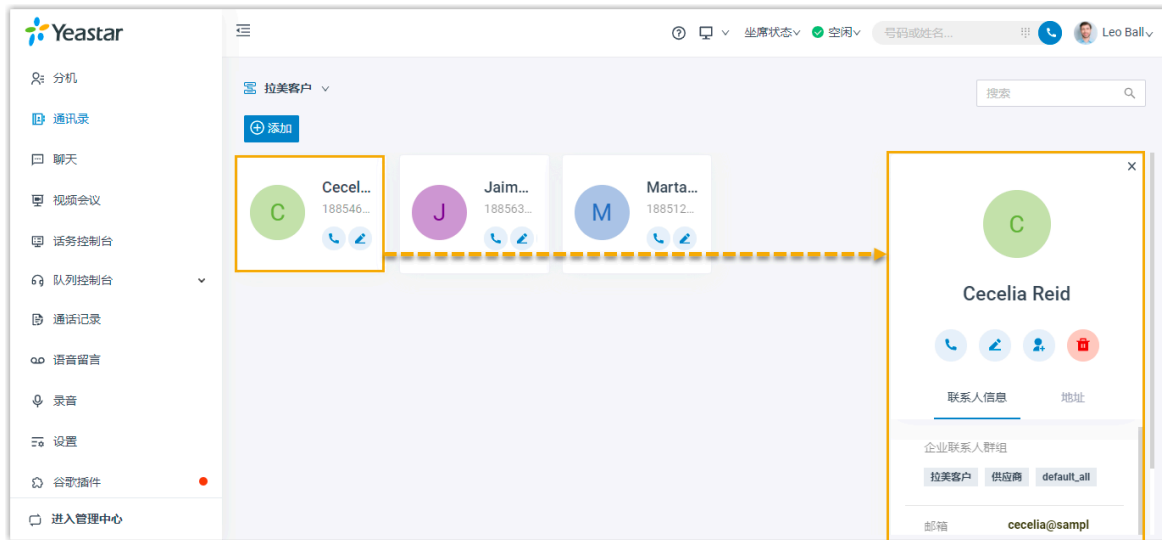 Yeastar
坐席状态 空闲 号码或姓名... Leo Ball
分机
通讯录
聊天
视频会议
话务控制台
队列控制台
通话记录
语音留言
录音
设置
谷歌插件
进入管理中心
拉美客户
搜索
添加
C
Cecel...
188546...
J
Jaim...
188563...
M
Marta...
188512...
C
Cecelia Reid
联系人信息 地址
企业联系人群组
拉美客户 供应商 default_all
邮箱 cecelia@sampl